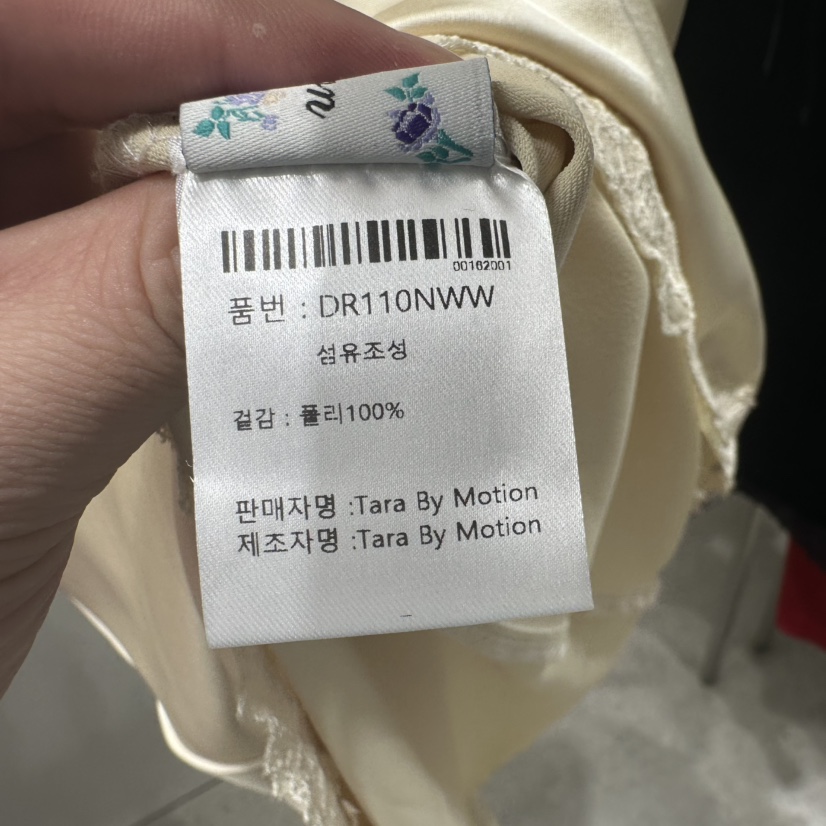 00162001
품번 : DR110NWW
섬유조성
겉감 : 폴리100%
판매자명 :Tara By Motion
제조자명 :Tara By Motion